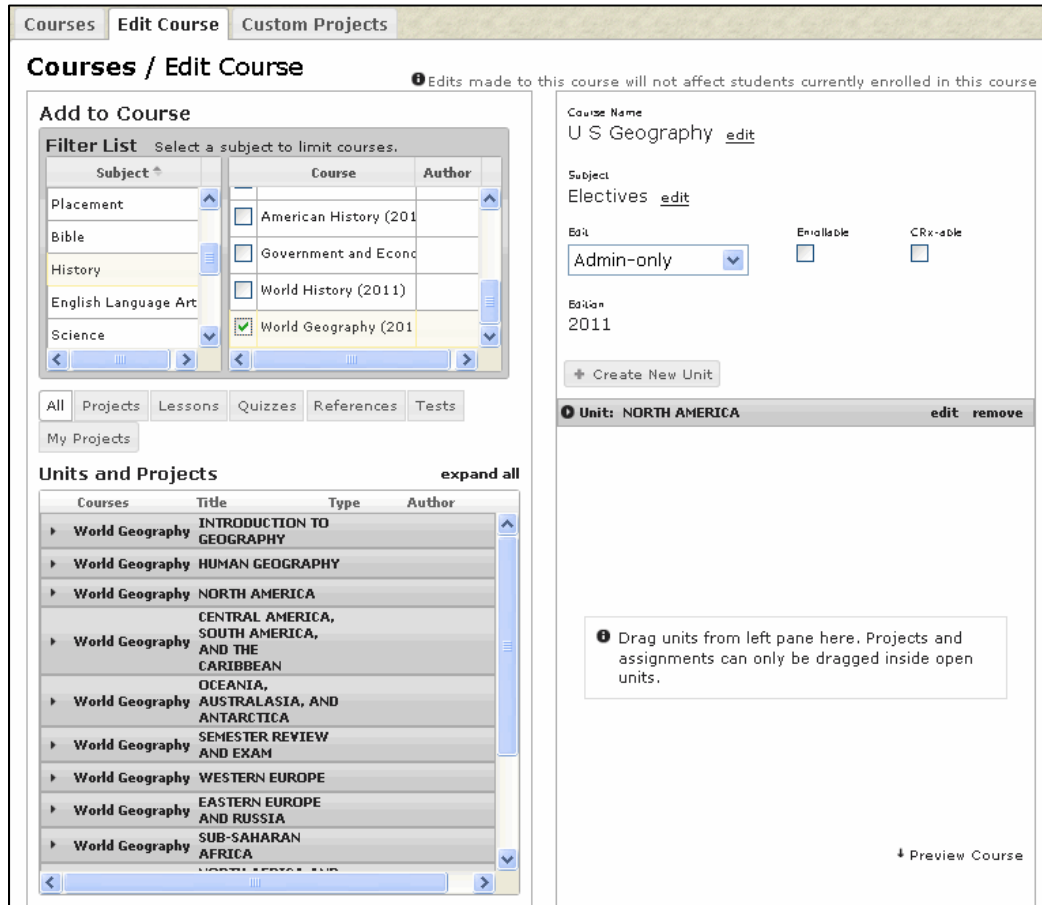 Courses Edit Course Custom Projects
Courses / Edit Course
Edits made to this course will not affect students currently enrolled in this course
Add to Course
Filter List Select a subject to limit courses.
Subject
Course Author
Placement
Bible
History
English Language Art
Science
American History (201
Government and Econo
World History (2011)
World Geography (201
All Projects Lessons Quizzes References Tests
My Projects
Units and Projects expand all
Courses Title Type Author
World Geography INTRODUCTION TO
GEOGRAPHY
World Geography HUMAN GEOGRAPHY
World Geography NORTH AMERICA
World Geography CENTRAL AMERICA,
SOUTH AMERICA,
AND THE
CARIBBEAN
World Geography OCEANIA,
AUSTRALASIA, AND
ANTARCTICA
World Geography SEMESTER REVIEW
AND EXAM
World Geography WESTERN EUROPE
World Geography EASTERN EUROPE
AND RUSSIA
World Geography SUB-SAHARAN
AFRICA
Course Name
U S Geography edit
Subject
Electives edit
Edit Enrollable CRx-able
Admin-only
Edition
2011
+ Create New Unit
Unit: NORTH AMERICA edit remove
Drag units from left pane here. Projects and
assignments can only be dragged inside open
units.
Preview Course